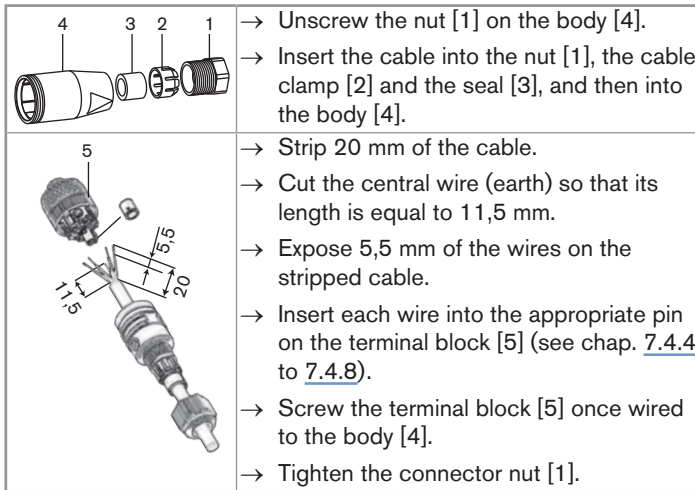 4 3 2 1
→ Unscrew the nut [1] on the body [4].
→ Insert the cable into the nut [1], the cable
clamp [2] and the seal [3], and then into
the body [4].
5
5,5
11,5
20
→ Strip 20 mm of the cable.
→ Cut the central wire (earth) so that its
length is equal to 11,5 mm.
→ Expose 5,5 mm of the wires on the
stripped cable.
→ Insert each wire into the appropriate pin
on the terminal block [5] (see chap. 7.4.4
to 7.4.8).
→ Screw the terminal block [5] once wired
to the body [4].
→ Tighten the connector nut [1].